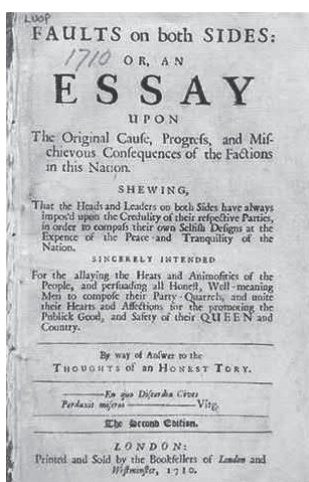 LUOP
FAULTS on both SIDES:
1710
OR, AN
ESSAY
UPON
The Original Cauſe, Progreſs, and Miſ-
chievous Conſequences of the Factions
in this Nation.
SHEWING,
That the Heads and Leaders on both Sides have always
impos'd upon the Credulity of their reſpective Parties,
in order to compaſs their own Selfiſh Deſigns at the
Expence of the Peace and Tranquility of the
Nation.
SINCERELY INTENDED
For the allaying the Heats and Animoſities of the
People, and perſuading all Honeſt, Well-meaning
Men to compoſe their Party-Quarrels, and unite
their Hearts and Affections for the promoting the
Publick Good, and Safety of their QUEEN and
Country.
By way of Anſwer to the
THOUGHTS of an HONEST TORY.
—— En quo Diſcordia Cives
Perduxit miſeros —— Virg.
The Second Edition.
LONDON:
Printed and Sold by the Bookſellers of London and
Weſtminſter, 1710.